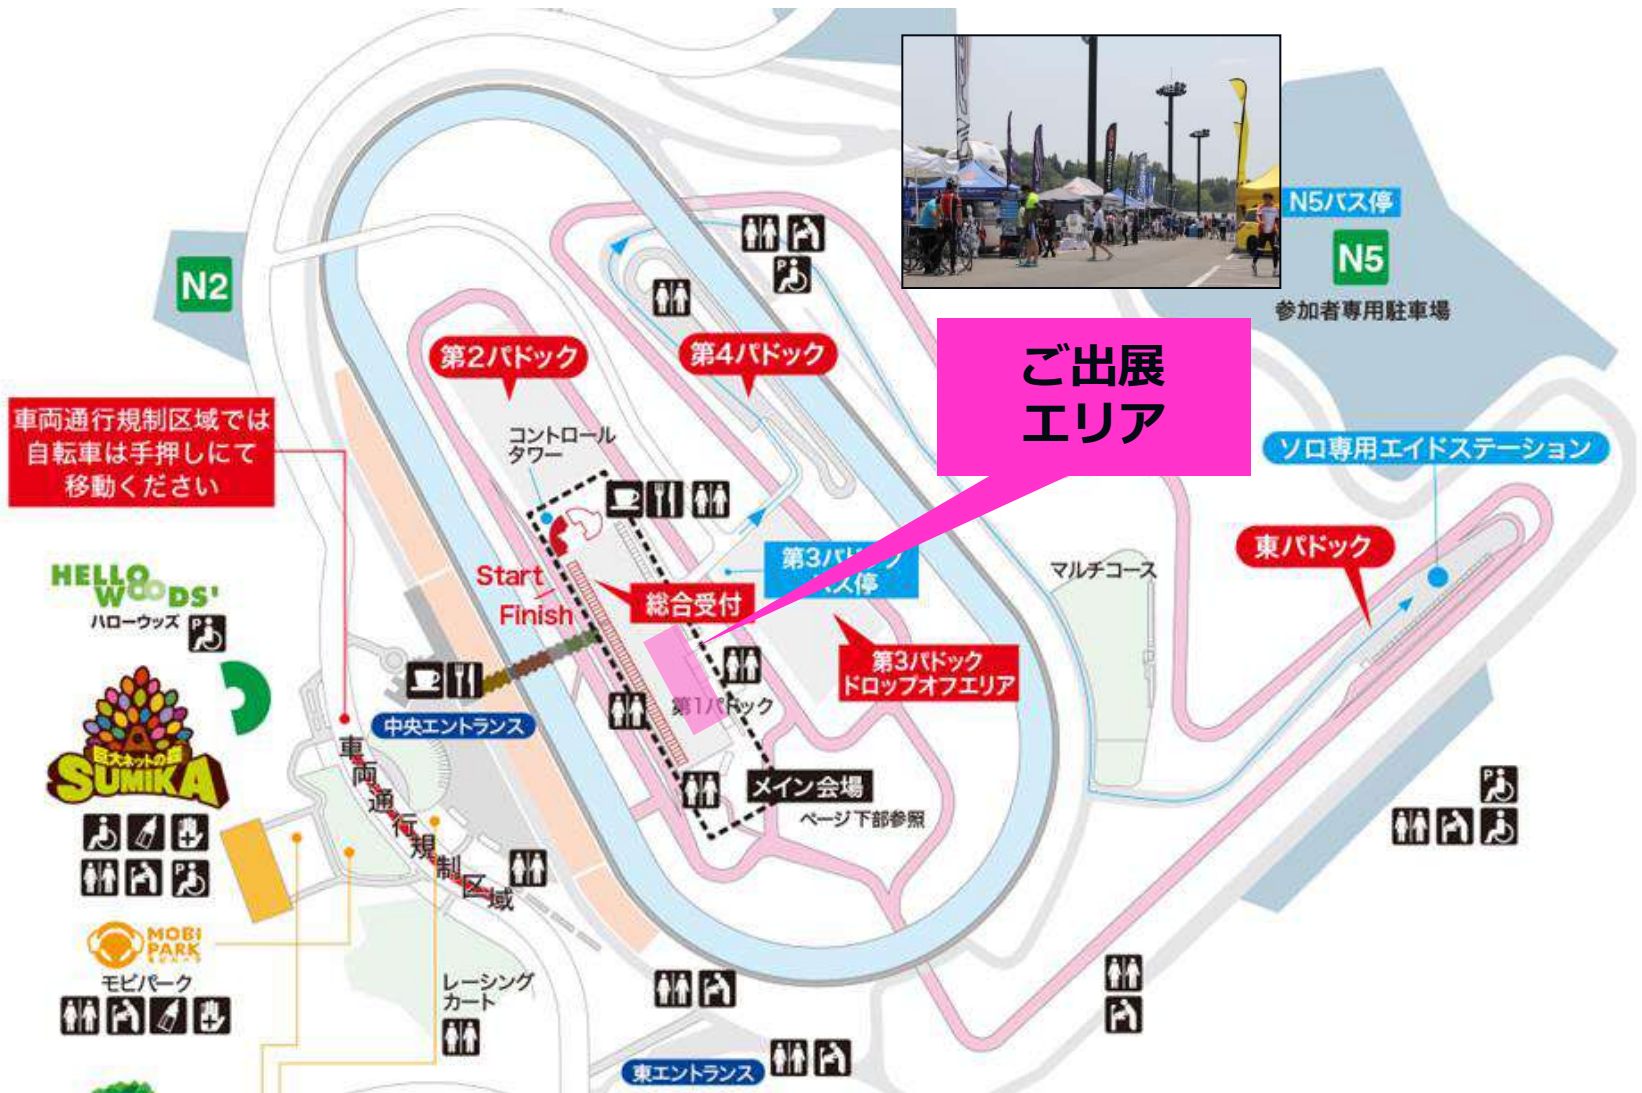 N5バス停
N5
参加者専用駐車場
N2
ご出展
エリア
第2パドック
第4パドック
車両通行規制区域では
自転車は手押しにて
移動ください
コントロール
タワー
ソロ専用エイドステーション
東パドック
マルチコース
第3パドック
バス停
Start
Finish
総合受付
HELLO
WOODS'
ハローウッズ
第3パドック
ドロップオフエリア
第1パドック
中央エントランス
巨大ネットの森
SUMIKA
車両通行規制区域
メイン会場
ページ下部参照
MOBI
PARK
モビパーク
レーシング
カート
東エントランス